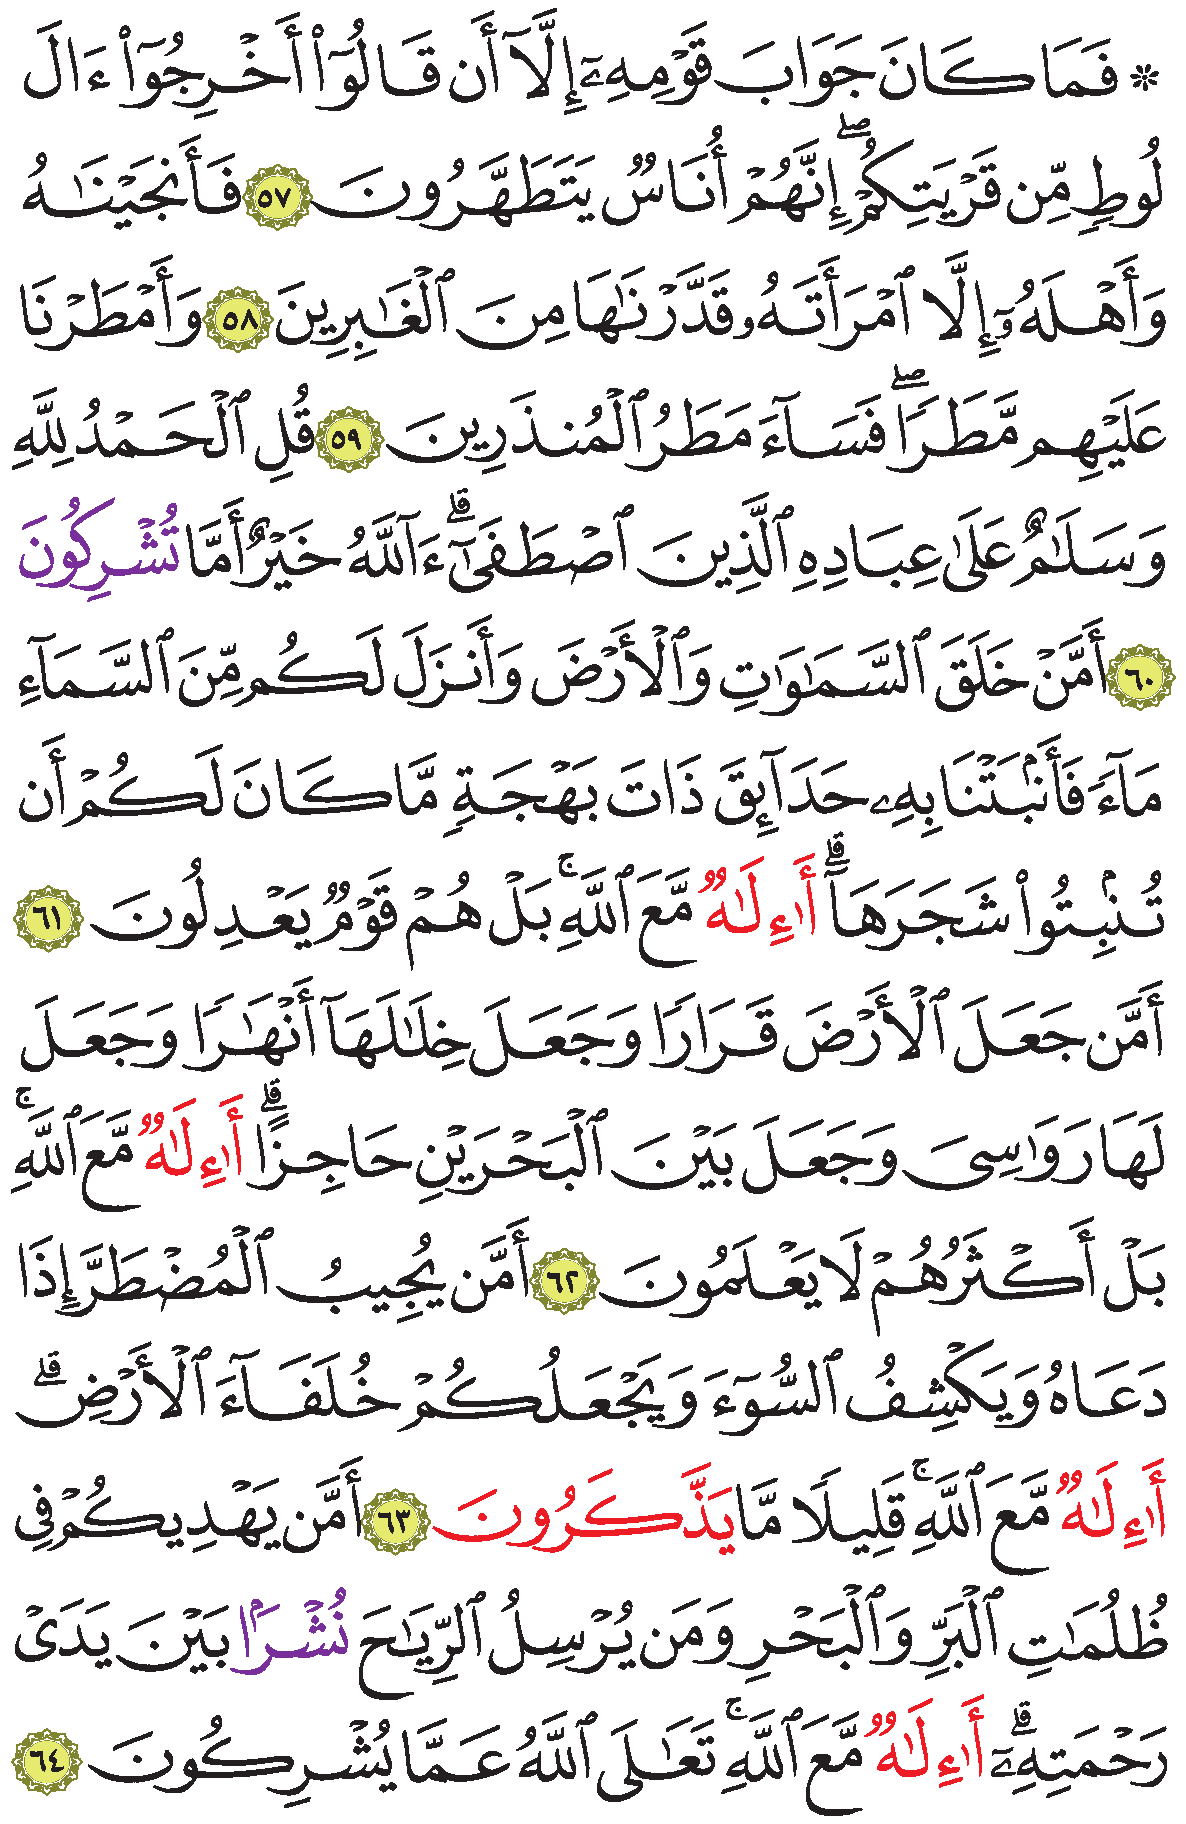 ۞ فَمَا كَانَ جَوَابَ قَوْمِهِۦٓ إِلَّآ أَن قَالُوٓا۟ أَخْرِجُوٓا۟ ءَالَ
لُوطٍ مِّن قَرْيَتِكُمْ ۖ إِنَّهُمْ أُنَاسٌ يَتَطَهَّرُونَ ٥٧ فَأَنجَيْنَـٰهُ
وَأَهْلَهُۥٓ إِلَّا ٱمْرَأَتَهُۥ قَدَّرْنَـٰهَا مِنَ ٱلْغَـٰبِرِينَ ٥٨ وَأَمْطَرْنَا
عَلَيْهِم مَّطَرًا ۖ فَسَآءَ مَطَرُ ٱلْمُنذَرِينَ ٥٩ قُلِ ٱلْحَمْدُ لِلَّهِ
وَسَلَـٰمٌ عَلَىٰ عِبَادِهِ ٱلَّذِينَ ٱصْطَفَىٰٓ ۗ ءَآللَّهُ خَيْرٌ أَمَّا تُشْرِكُونَ
٦٠ أَمَّنْ خَلَقَ ٱلسَّمَـٰوَٰتِ وَٱلْأَرْضَ وَأَنزَلَ لَكُم مِّنَ ٱلسَّمَآءِ
مَآءً فَأَنۢبَتْنَا بِهِۦ حَدَآئِقَ ذَاتَ بَهْجَةٍ مَّا كَانَ لَكُمْ أَن
تُنۢبِتُوا۟ شَجَرَهَآ ۗ أَا۠ءِلَـٰهٌ مَّعَ ٱللَّهِ ۚ بَلْ هُمْ قَوْمٌ يَعْدِلُونَ ٦١
أَمَّن جَعَلَ ٱلْأَرْضَ قَرَارًا وَجَعَلَ خِلَـٰلَهَآ أَنْهَـٰرًا وَجَعَلَ
لَهَا رَوَٰسِىَ وَجَعَلَ بَيْنَ ٱلْبَحْرَيْنِ حَاجِزًا ۗ أَا۠ءِلَـٰهٌ مَّعَ ٱللَّهِ ۚ
بَلْ أَكْثَرُهُمْ لَا يَعْلَمُونَ ٦٢ أَمَّن يُجِيبُ ٱلْمُضْطَرَّ إِذَا
دَعَاهُ وَيَكْشِفُ ٱلسُّوٓءَ وَيَجْعَلُكُمْ خُلَفَآءَ ٱلْأَرْضِ ۗ
أَا۠ءِلَـٰهٌ مَّعَ ٱللَّهِ ۚ قَلِيلًا مَّا يَذَّكَّرُونَ ٦٣ أَمَّن يَهْدِيكُمْ فِى
ظُلُمَـٰتِ ٱلْبَرِّ وَٱلْبَحْرِ وَمَن يُرْسِلُ ٱلرِّيَـٰحَ نُشْرًۢا بَيْنَ يَدَىْ
رَحْمَتِهِۦٓ ۗ أَا۠ءِلَـٰهٌ مَّعَ ٱللَّهِ ۚ تَعَـٰلَى ٱللَّهُ عَمَّا يُشْرِكُونَ ٦٤